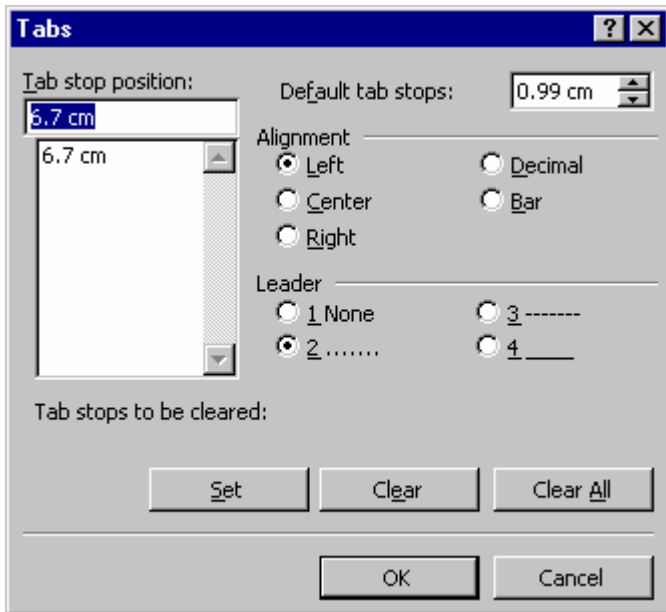 Tabs
Tab stop position:
6.7 cm
6.7 cm
Default tab stops: 0.99 cm
Alignment
Left Decimal
Center Bar
Right
Leader
1 None 3 -------
2 ....... 4 ____
Tab stops to be cleared:
Set Clear Clear All
OK Cancel